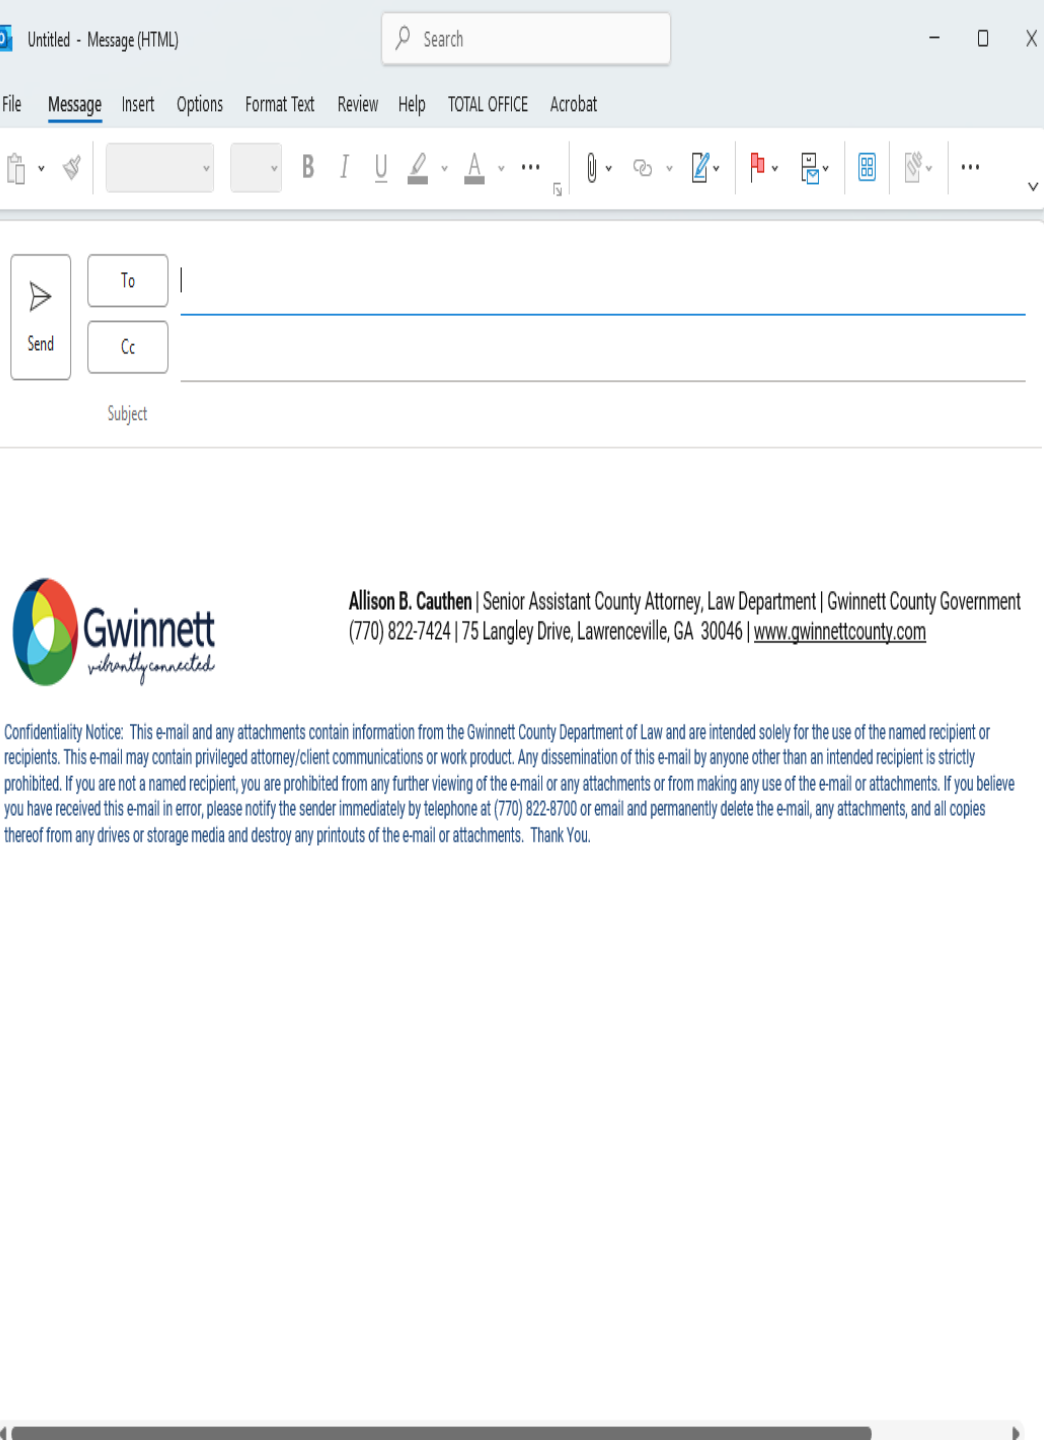 Untitled - Message (HTML)
Search
File Message Insert Options Format Text Review Help TOTAL OFFICE Acrobat
B I U A
To
Send
Cc
Subject
Gwinnett
vibrantly connected
Allison B. Cauthen | Senior Assistant County Attorney, Law Department | Gwinnett County Government
(770) 822-7424 | 75 Langley Drive, Lawrenceville, GA 30046 | www.gwinnettcounty.com
Confidentiality Notice: This e-mail and any attachments contain information from the Gwinnett County Department of Law and are intended solely for the use of the named recipient or
recipients. This e-mail may contain privileged attorney/client communications or work product. Any dissemination of this e-mail by anyone other than an intended recipient is strictly
prohibited. If you are not a named recipient, you are prohibited from any further viewing of the e-mail or any attachments or from making any use of the e-mail or attachments. If you believe
you have received this e-mail in error, please notify the sender immediately by telephone at (770) 822-8700 or email and permanently delete the e-mail, any attachments, and all copies
thereof from any drives or storage media and destroy any printouts of the e-mail or attachments. Thank You.